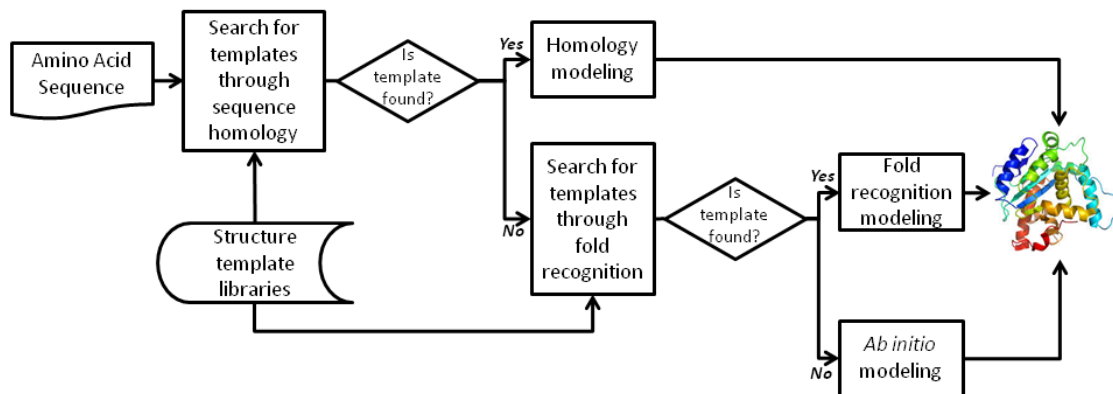 Amino Acid
Sequence
Search for
templates
through
sequence
homology
Is
template
found?
Yes
Homology
modeling
No
Search for
templates
through
fold
recognition
Structure
template
libraries
Is
template
found?
Yes
Fold
recognition
modeling
No
Ab initio
modeling